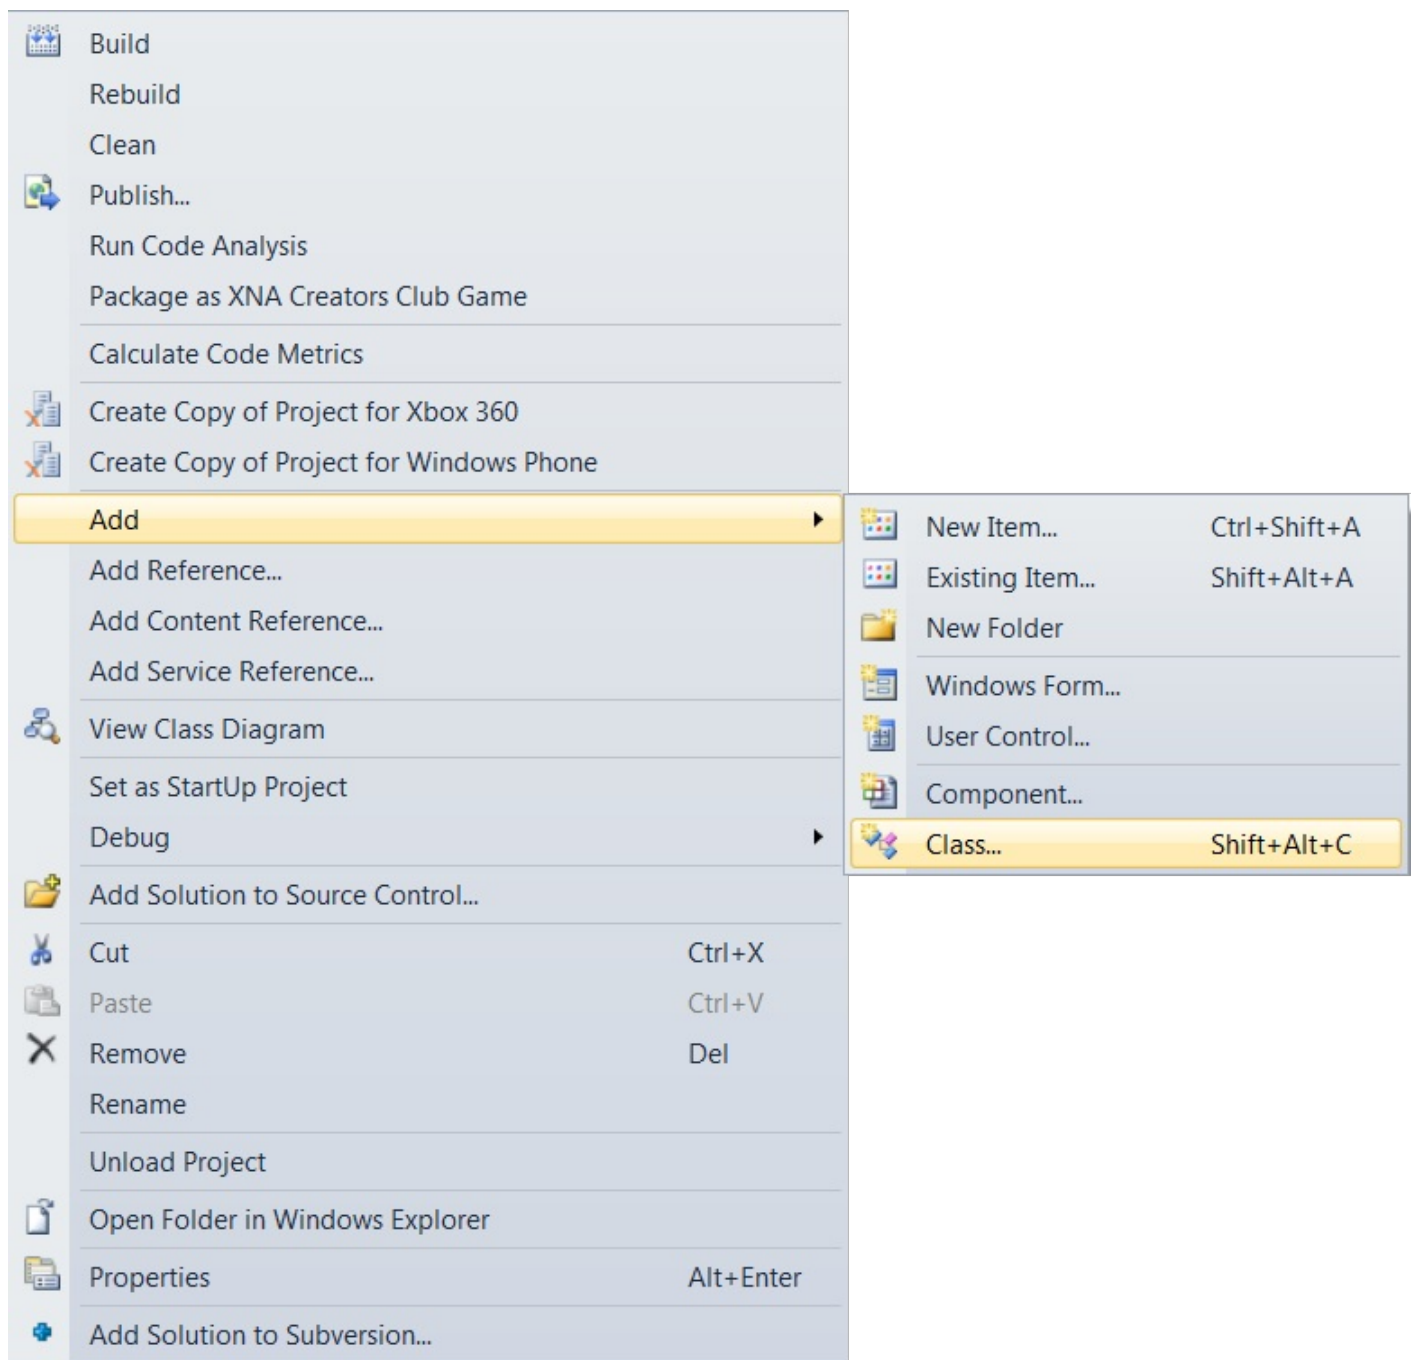 Build
Rebuild
Clean
Publish...
Run Code Analysis
Package as XNA Creators Club Game
Calculate Code Metrics
Create Copy of Project for Xbox 360
Create Copy of Project for Windows Phone
Add
Add Reference...
Add Content Reference...
Add Service Reference...
View Class Diagram
Set as StartUp Project
Debug
Add Solution to Source Control...
Cut Ctrl+X
Paste Ctrl+V
Remove Del
Rename
Unload Project
Open Folder in Windows Explorer
Properties Alt+Enter
Add Solution to Subversion...
New Item... Ctrl+Shift+A
Existing Item... Shift+Alt+A
New Folder
Windows Form...
User Control...
Component...
Class... Shift+Alt+C